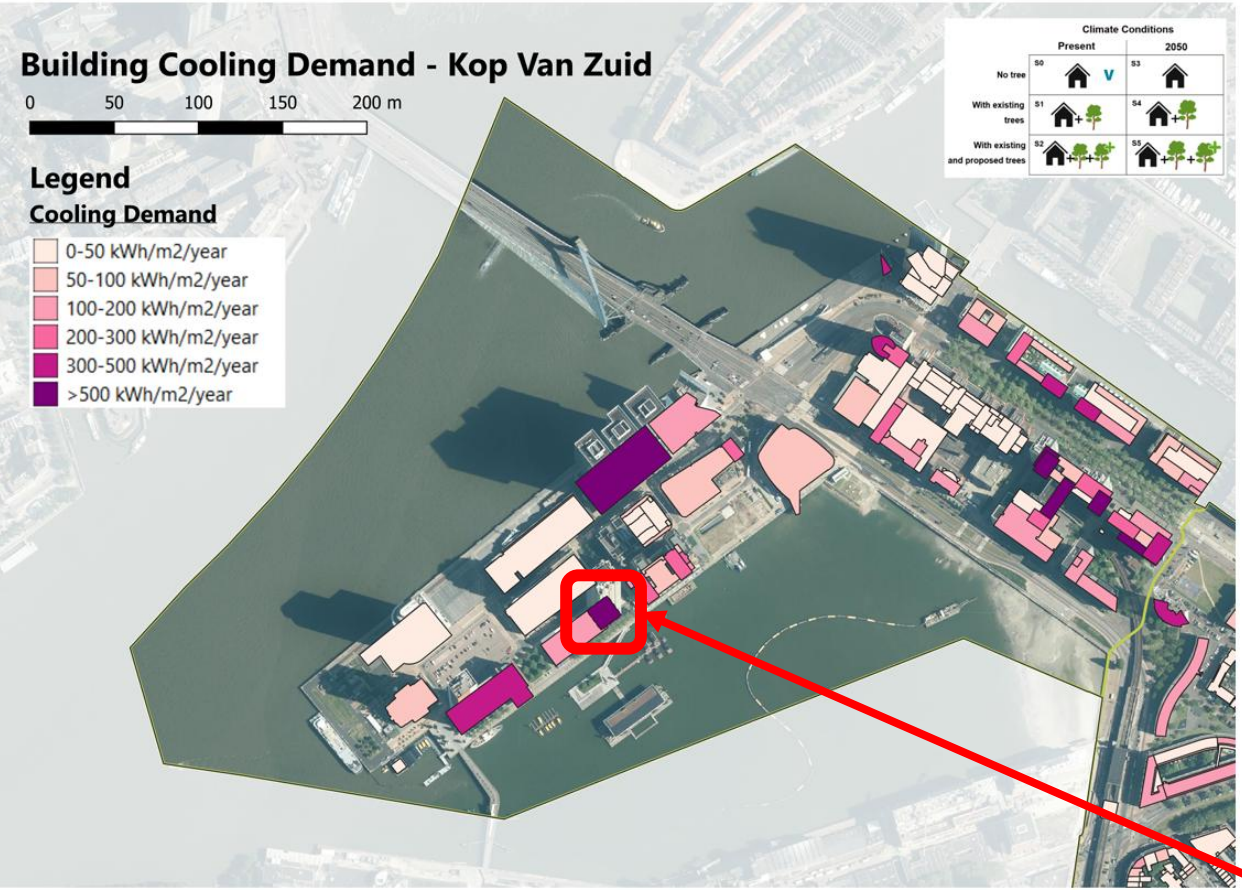 Building Cooling Demand - Kop Van Zuid
0 50 100 150 200 m
Legend
Cooling Demand
0-50 kWh/m2/year
50-100 kWh/m2/year
100-200 kWh/m2/year
200-300 kWh/m2/year
300-500 kWh/m2/year
>500 kWh/m2/year
Climate Conditions
Present 2050
No tree S0 V S3
With existing trees S1 + S4 +
With existing and proposed trees S2 + + S5 + +